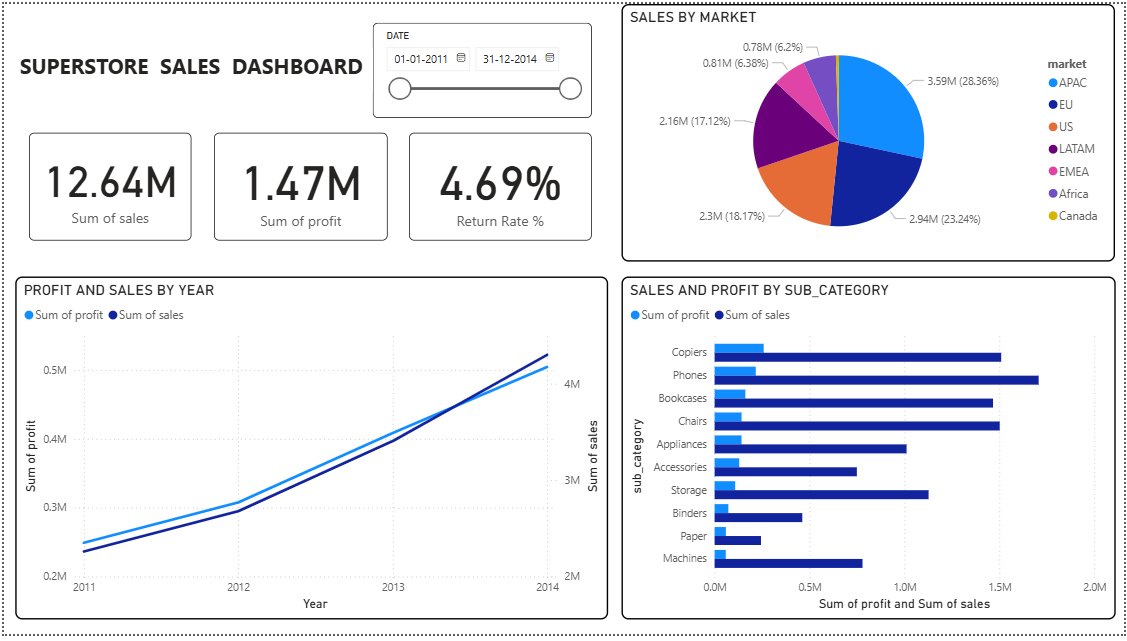 SUPERSTORE SALES DASHBOARD
DATE
01-01-2011
31-12-2014
12.64M
Sum of sales
1.47M
Sum of profit
4.69%
Return Rate %
SALES BY MARKET
0.78M (6.2%)
0.81M (6.38%)
2.16M (17.12%)
2.3M (18.17%)
3.59M (28.36%)
2.94M (23.24%)
market
APAC
EU
US
LATAM
EMEA
Africa
Canada
PROFIT AND SALES BY YEAR
Sum of profit Sum of sales
Sum of profit
0.5M
0.4M
0.3M
0.2M
4M
3M
2M
Sum of sales
2011 2012 2013 2014
Year
SALES AND PROFIT BY SUB_CATEGORY
Sum of profit Sum of sales
sub_category
Copiers
Phones
Bookcases
Chairs
Appliances
Accessories
Storage
Binders
Paper
Machines
0.0M 0.5M 1.0M 1.5M 2.0M
Sum of profit and Sum of sales